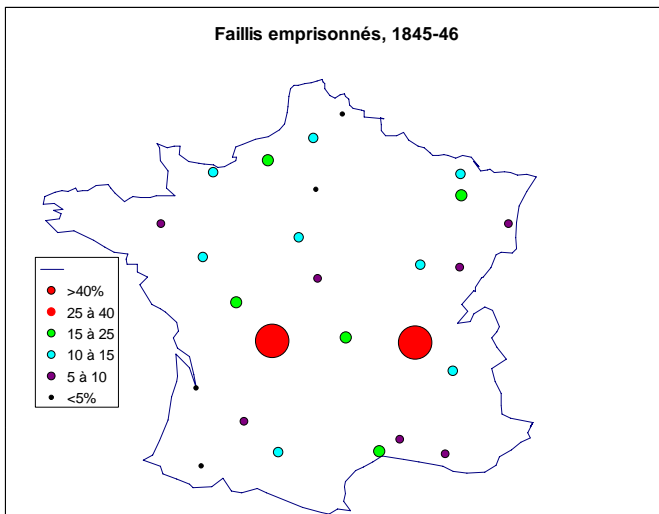 Faillis emprisonnés, 1845-46
>40%
25 à 40
15 à 25
10 à 15
5 à 10
<5%